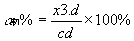 % = x3.d / cd × 100%